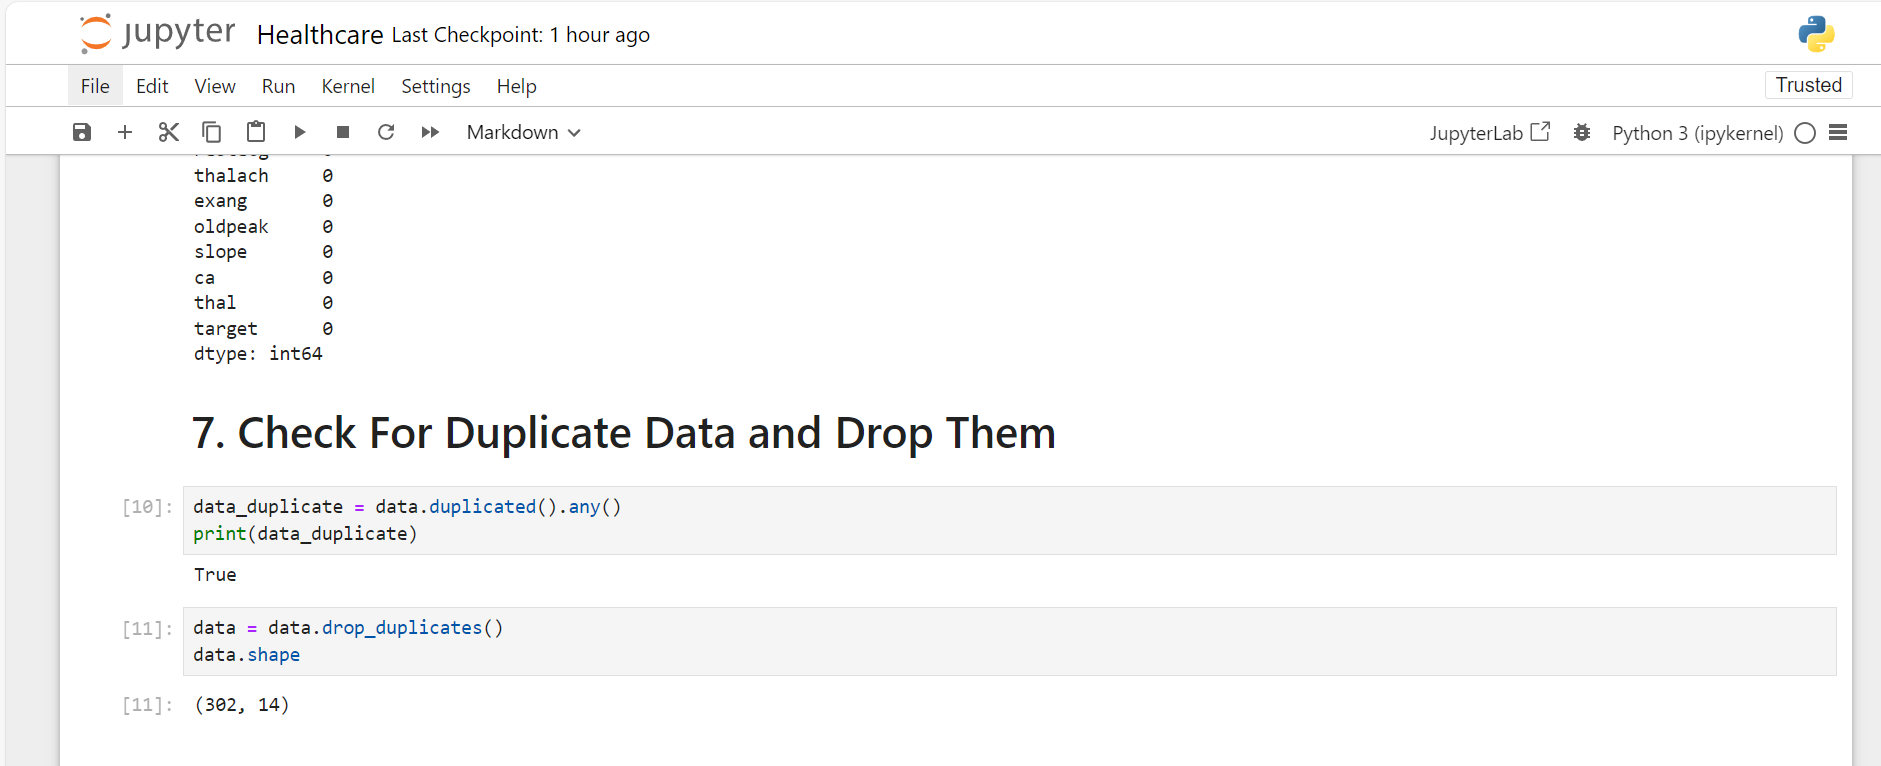 jupyter Healthcare Last Checkpoint: 1 hour ago
File Edit View Run Kernel Settings Help Trusted
Markdown JupyterLab Python 3 (ipykernel)
thalach 0
exang 0
oldpeak 0
slope 0
ca 0
thal 0
target 0
dtype: int64
7. Check For Duplicate Data and Drop Them
[10]: data_duplicate = data.duplicated().any()
print(data_duplicate)
True
[11]: data = data.drop_duplicates()
data.shape
[11]: (302, 14)